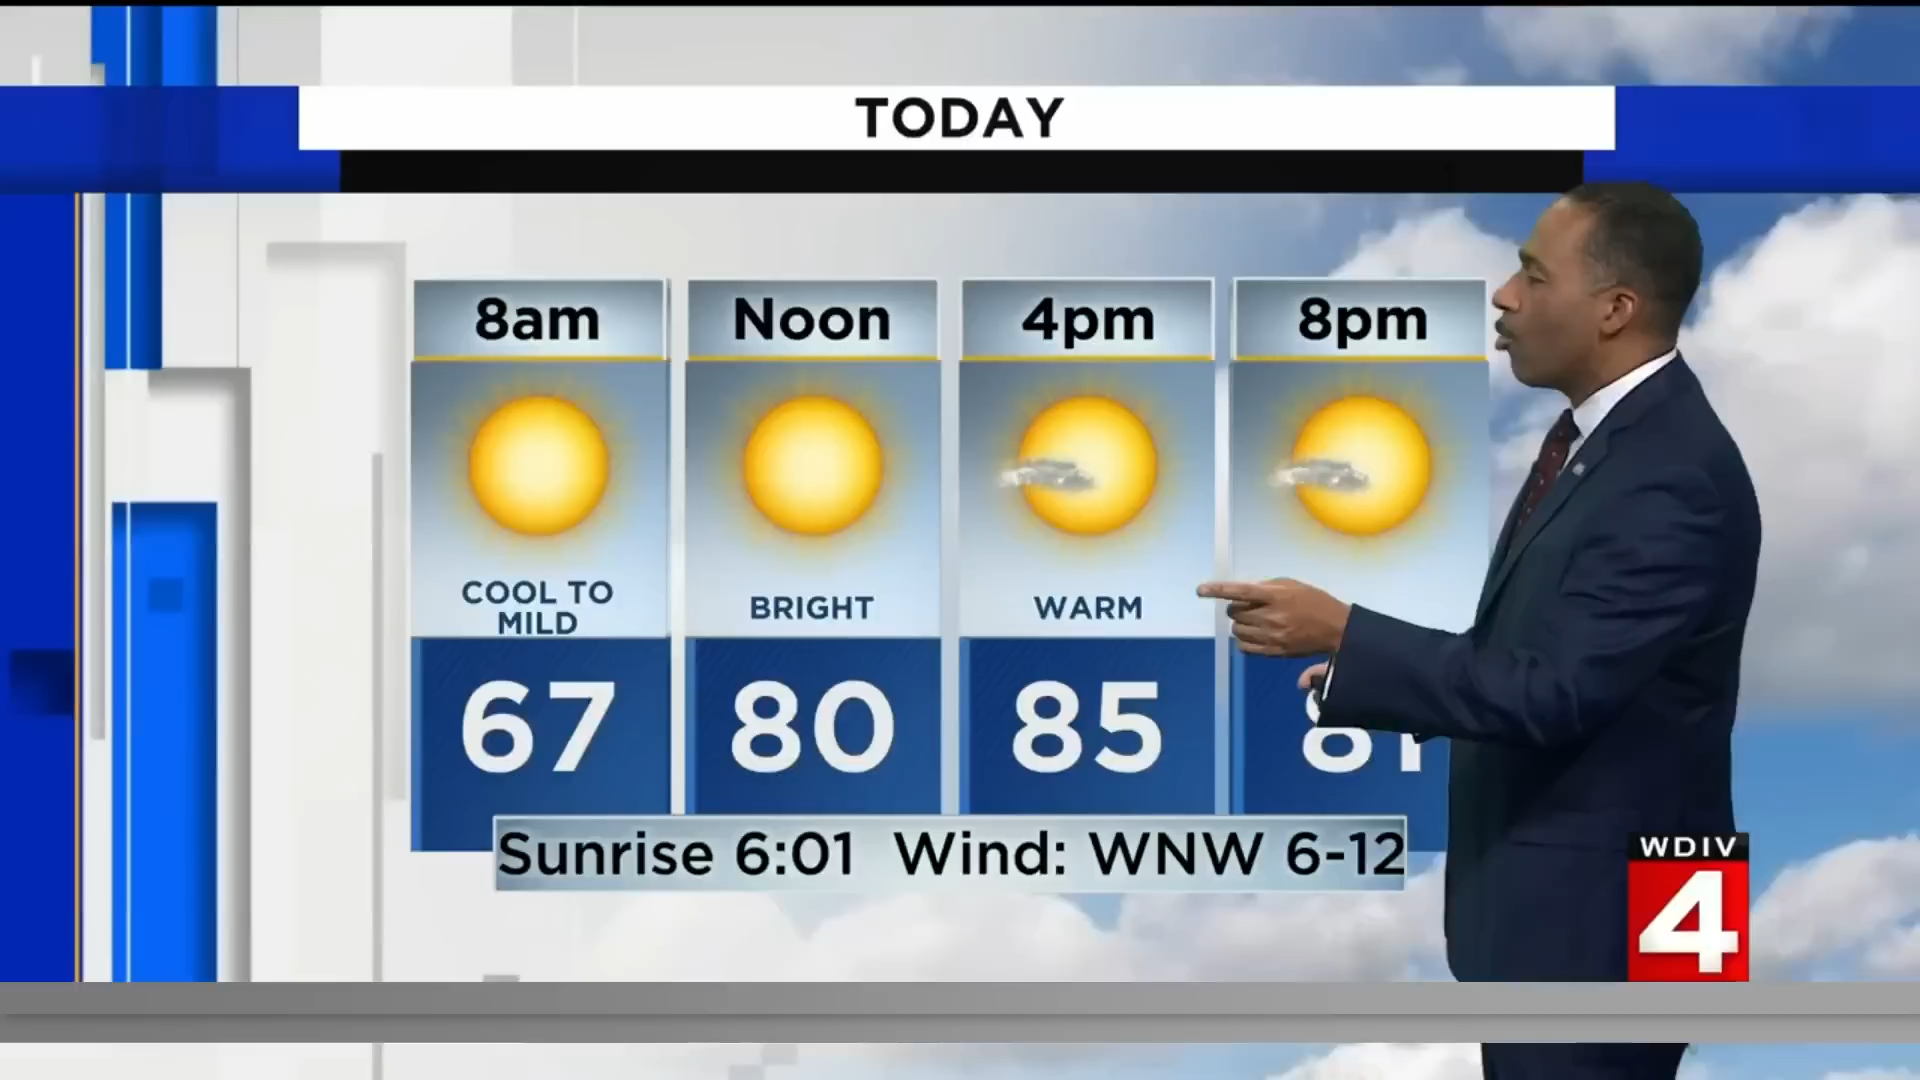 TODAY
8am
Noon
4pm
8pm
COOL TO
MILD
BRIGHT
WARM
67
80
85
81
Sunrise 6:01 Wind: WNW 6-12
WDIV
4